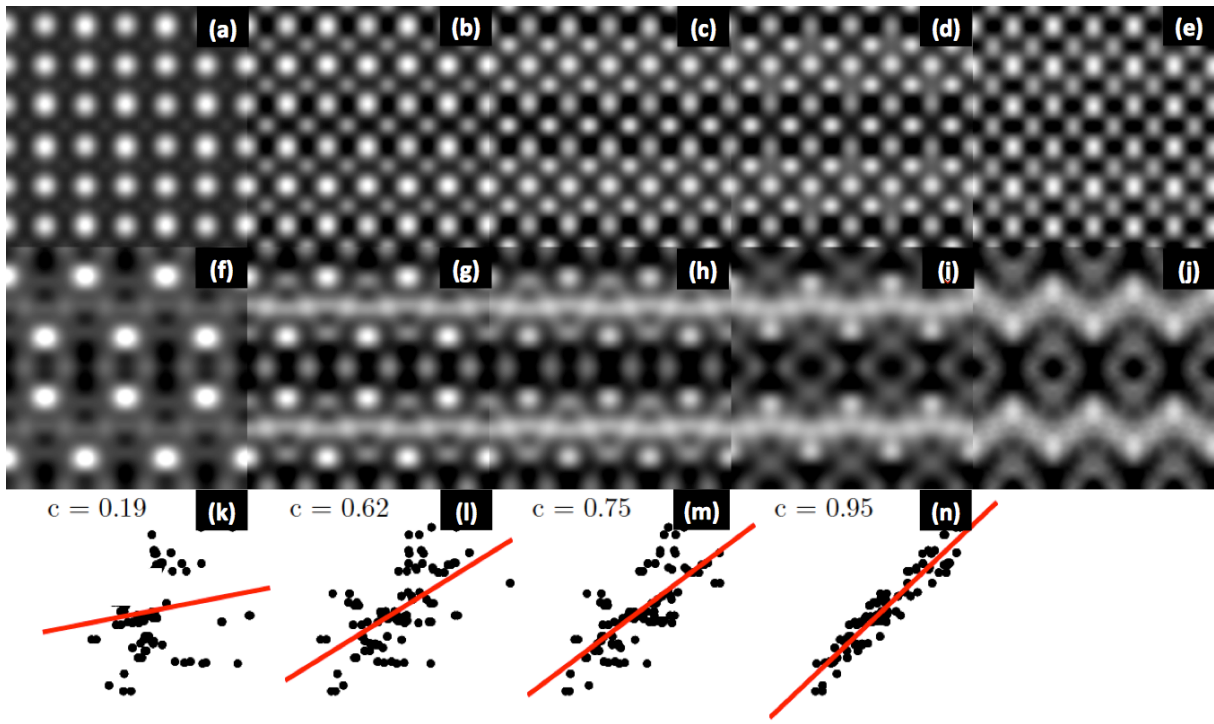 (a) (b) (c) (d) (e)
(f) (g) (h) (i) (j)
c = 0.19 (k) c = 0.62 (l) c = 0.75 (m) c = 0.95 (n)